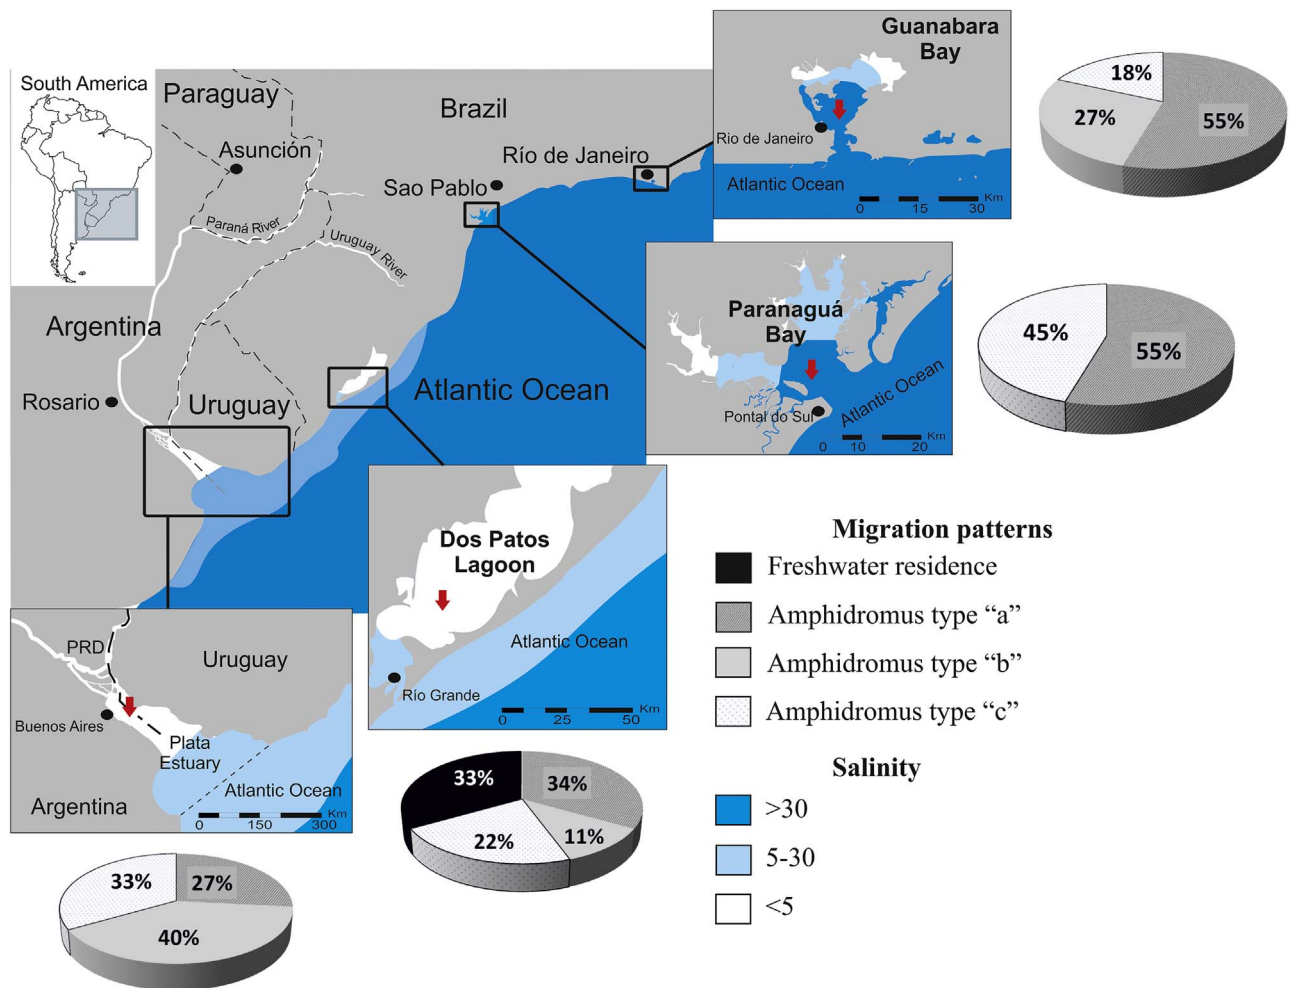 South America
Paraguay
Asunción
Brazil
Río de Janeiro
Sao Pablo
Paraná River
Uruguay River
Argentina
Rosario
Uruguay
Atlantic Ocean
Guanabara
Bay
Rio de Janeiro
Atlantic Ocean
Km
0 15 30
18%
27%
55%
Paranaguá
Bay
Atlantic Ocean
Pontal do Sul
Km
0 10 20
45%
55%
Dos Patos
Lagoon
Atlantic Ocean
Río Grande
Km
0 25 50
33%
34%
22%
11%
PRD
Uruguay
Buenos Aires
Plata
Estuary
Argentina
Atlantic Ocean
Km
0 150 300
33%
27%
40%
Migration patterns
Freshwater residence
Amphidromus type “a”
Amphidromus type “b”
Amphidromus type “c”
Salinity
>30
5-30
<5